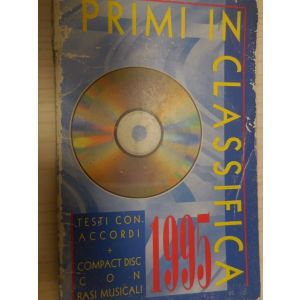 PRIMI IN
CLASSIFICA
1995
TESTI CON
ACCORDI
+
COMPACT DISC
CON
BASI MUSICALI